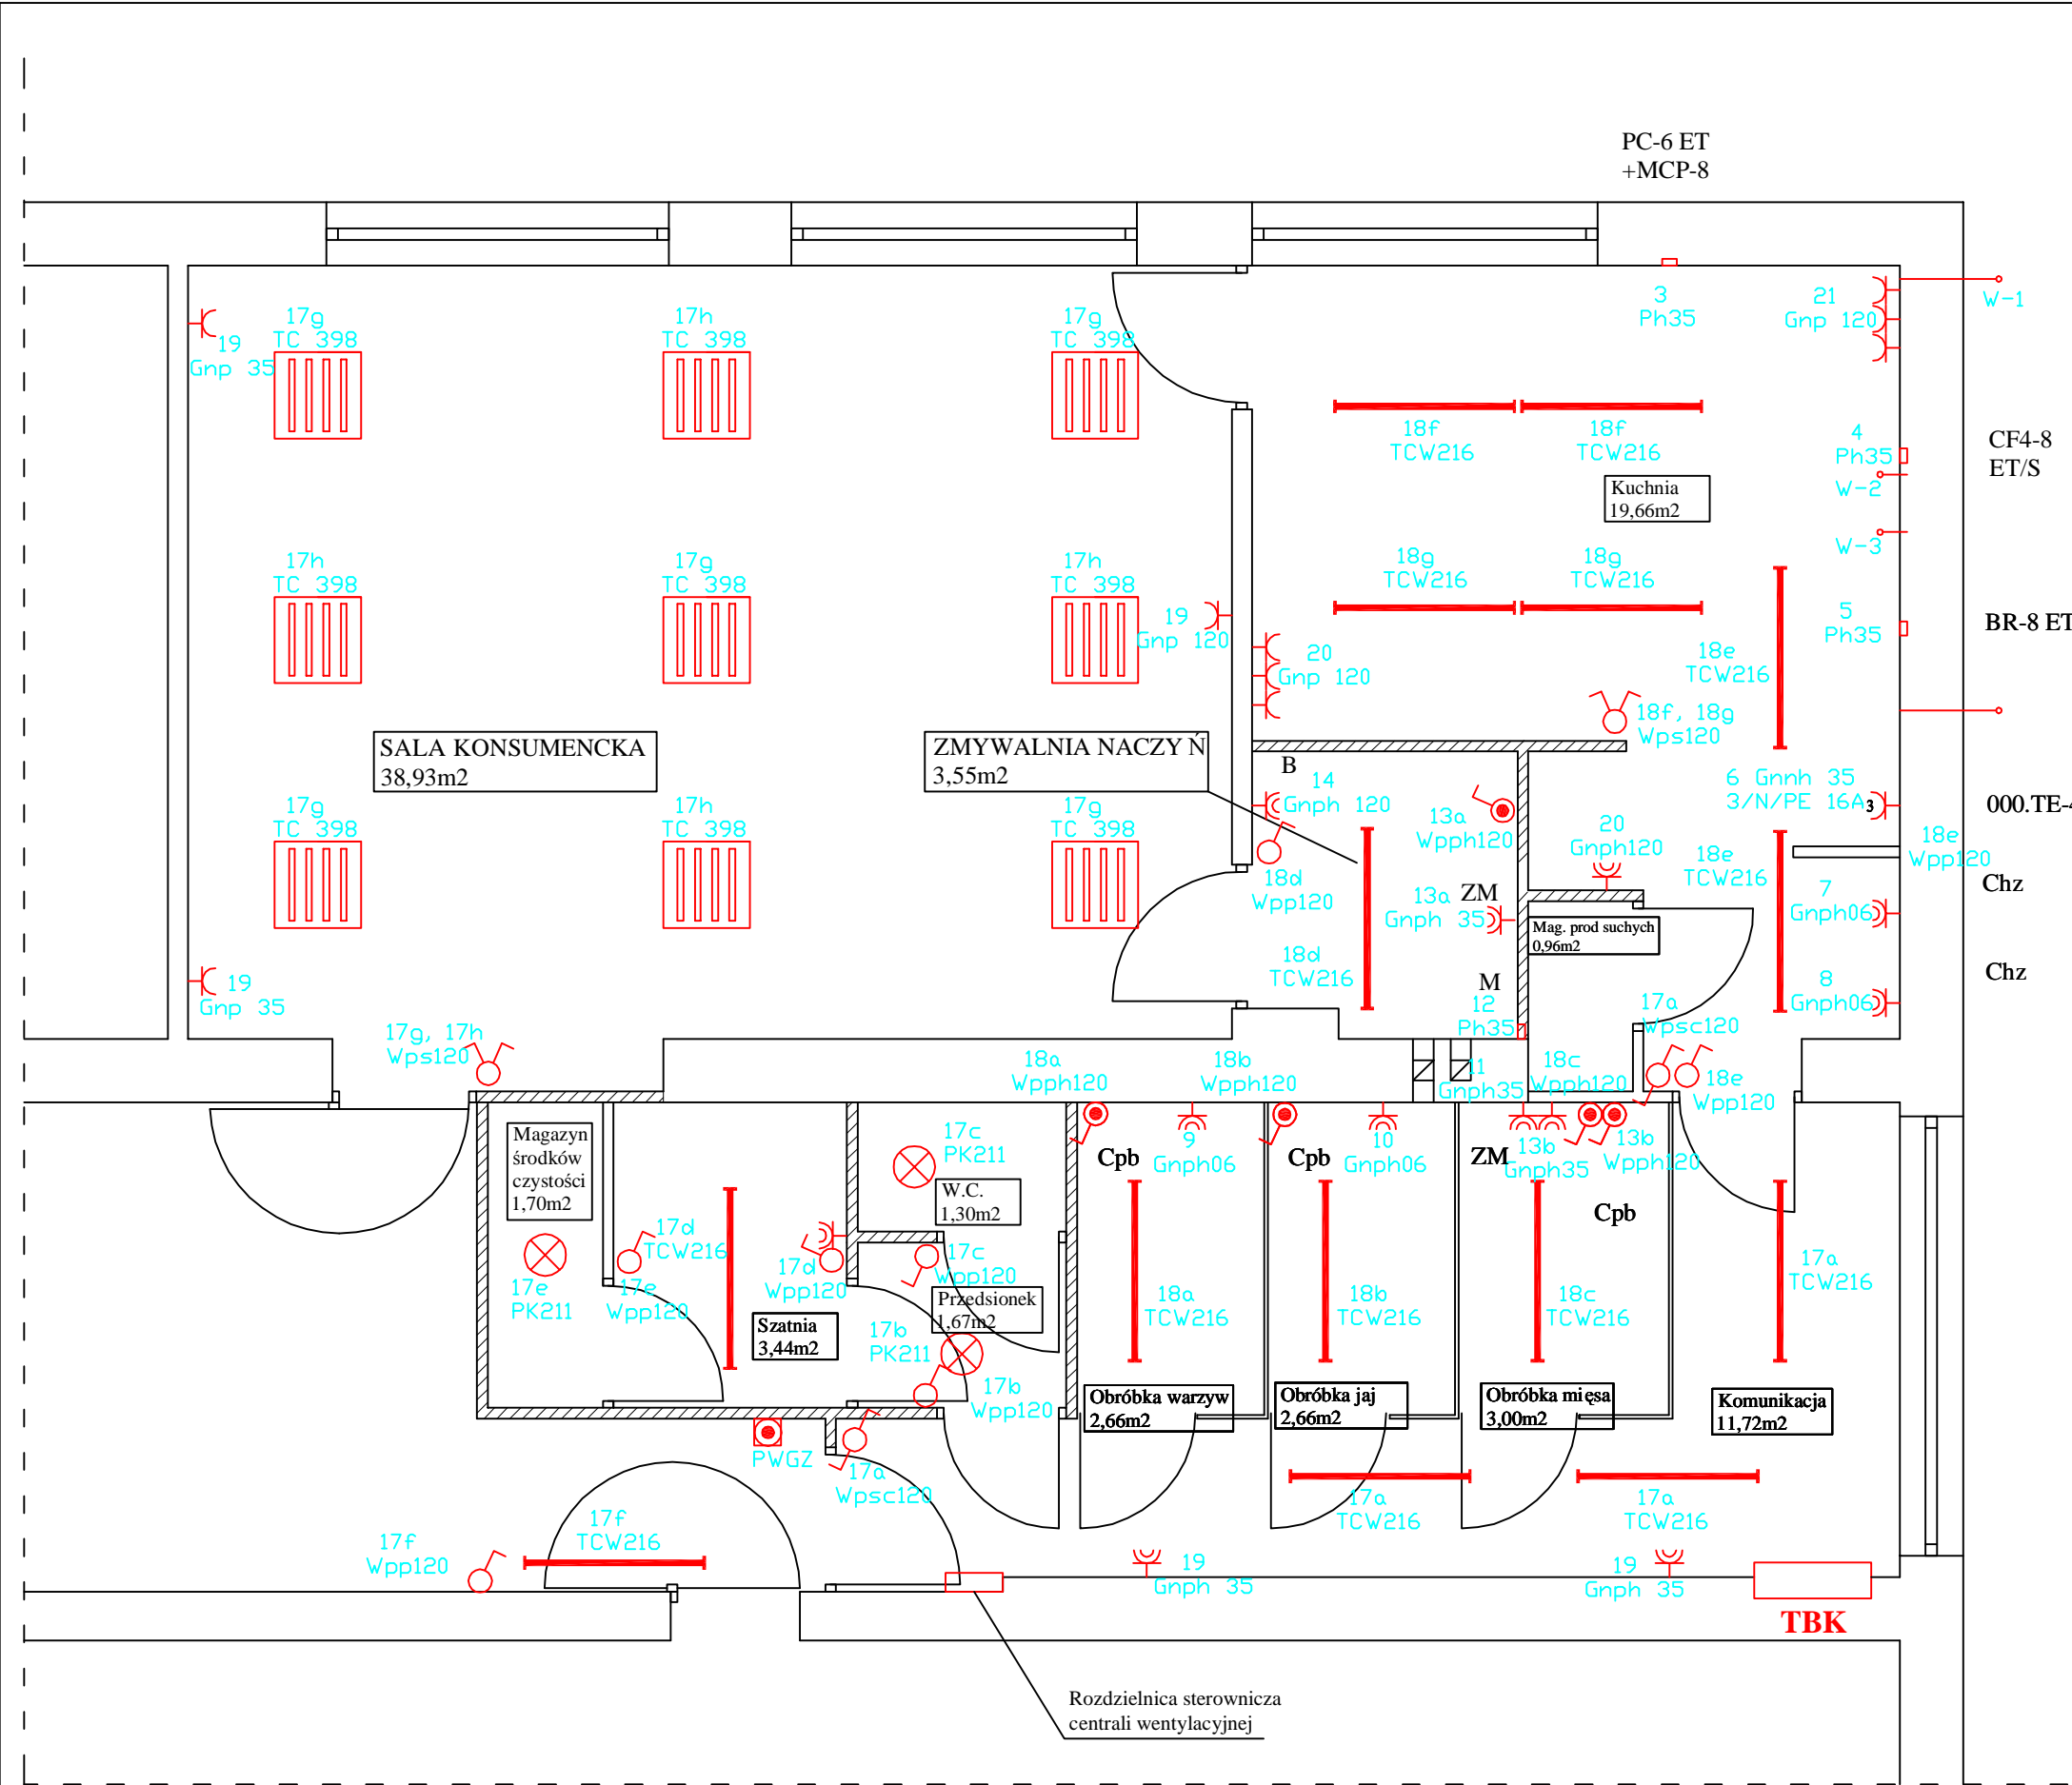 PC-6 ET
+MCP-8
17g
TC 398
17h
TC 398
17g
TC 398
19
Gnp 35
3
Ph35
21
Gnp 120
W-1
18f
TCW216
18f
TCW216
4
Ph35
W-2
CF4-8
ET/S
Kuchnia
19,66m2
W-3
17h
TC 398
17g
TC 398
17h
TC 398
18g
TCW216
18g
TCW216
19
Gnp 120
20
Gnp 120
5
Ph35
BR-8 ET
18e
TCW216
18f, 18g
Wps120
SALA KONSUMENCKA
38,93m2
ZMYWALNIA NACZY Ń
3,55m2
B
14
Gnph 120
6 Gnnh 35
3/N/PE 16A
3
000.TE-4
17g
TC 398
17h
TC 398
17g
TC 398
13a
Wpph120
20
Gnph120
18e
TCW216
18e
Wpp120
18d
Wpp120
13a
Gnph 35
ZM
7
Gnph06
Chz
Mag. prod suchych
0,96m2
18d
TCW216
M
8
Gnph06
Chz
19
Gnp 35
12
Ph35
17a
Wpsc120
17g, 17h
Wps120
18a
Wpph120
18b
Wpph120
11
Gnph35
18c
Wpph120
18e
Wpp120
Magazyn
środków
czystości
1,70m2
17c
PK211
Cpb
9
Gnph06
Cpb
10
Gnph06
ZM
13b
Gnph35
13b
Wpph120
W.C.
1,30m2
Cpb
17d
TCW216
17e
PK211
17e
Wpp120
17d
Wpp120
17c
Wpp120
Przedsionek
1,67m2
18a
TCW216
18b
TCW216
18c
TCW216
17a
TCW216
Szatnia
3,44m2
17b
PK211
17b
Wpp120
Obróbka warzyw
2,66m2
Obróbka jaj
2,66m2
Obróbka mięsa
3,00m2
Komunikacja
11,72m2
PWGZ
17a
Wpsc120
17a
TCW216
17a
TCW216
17f
TCW216
17f
Wpp120
19
Gnph 35
19
Gnph 35
TBK
Rozdzielnica sterownicza
centrali wentylacyjnej